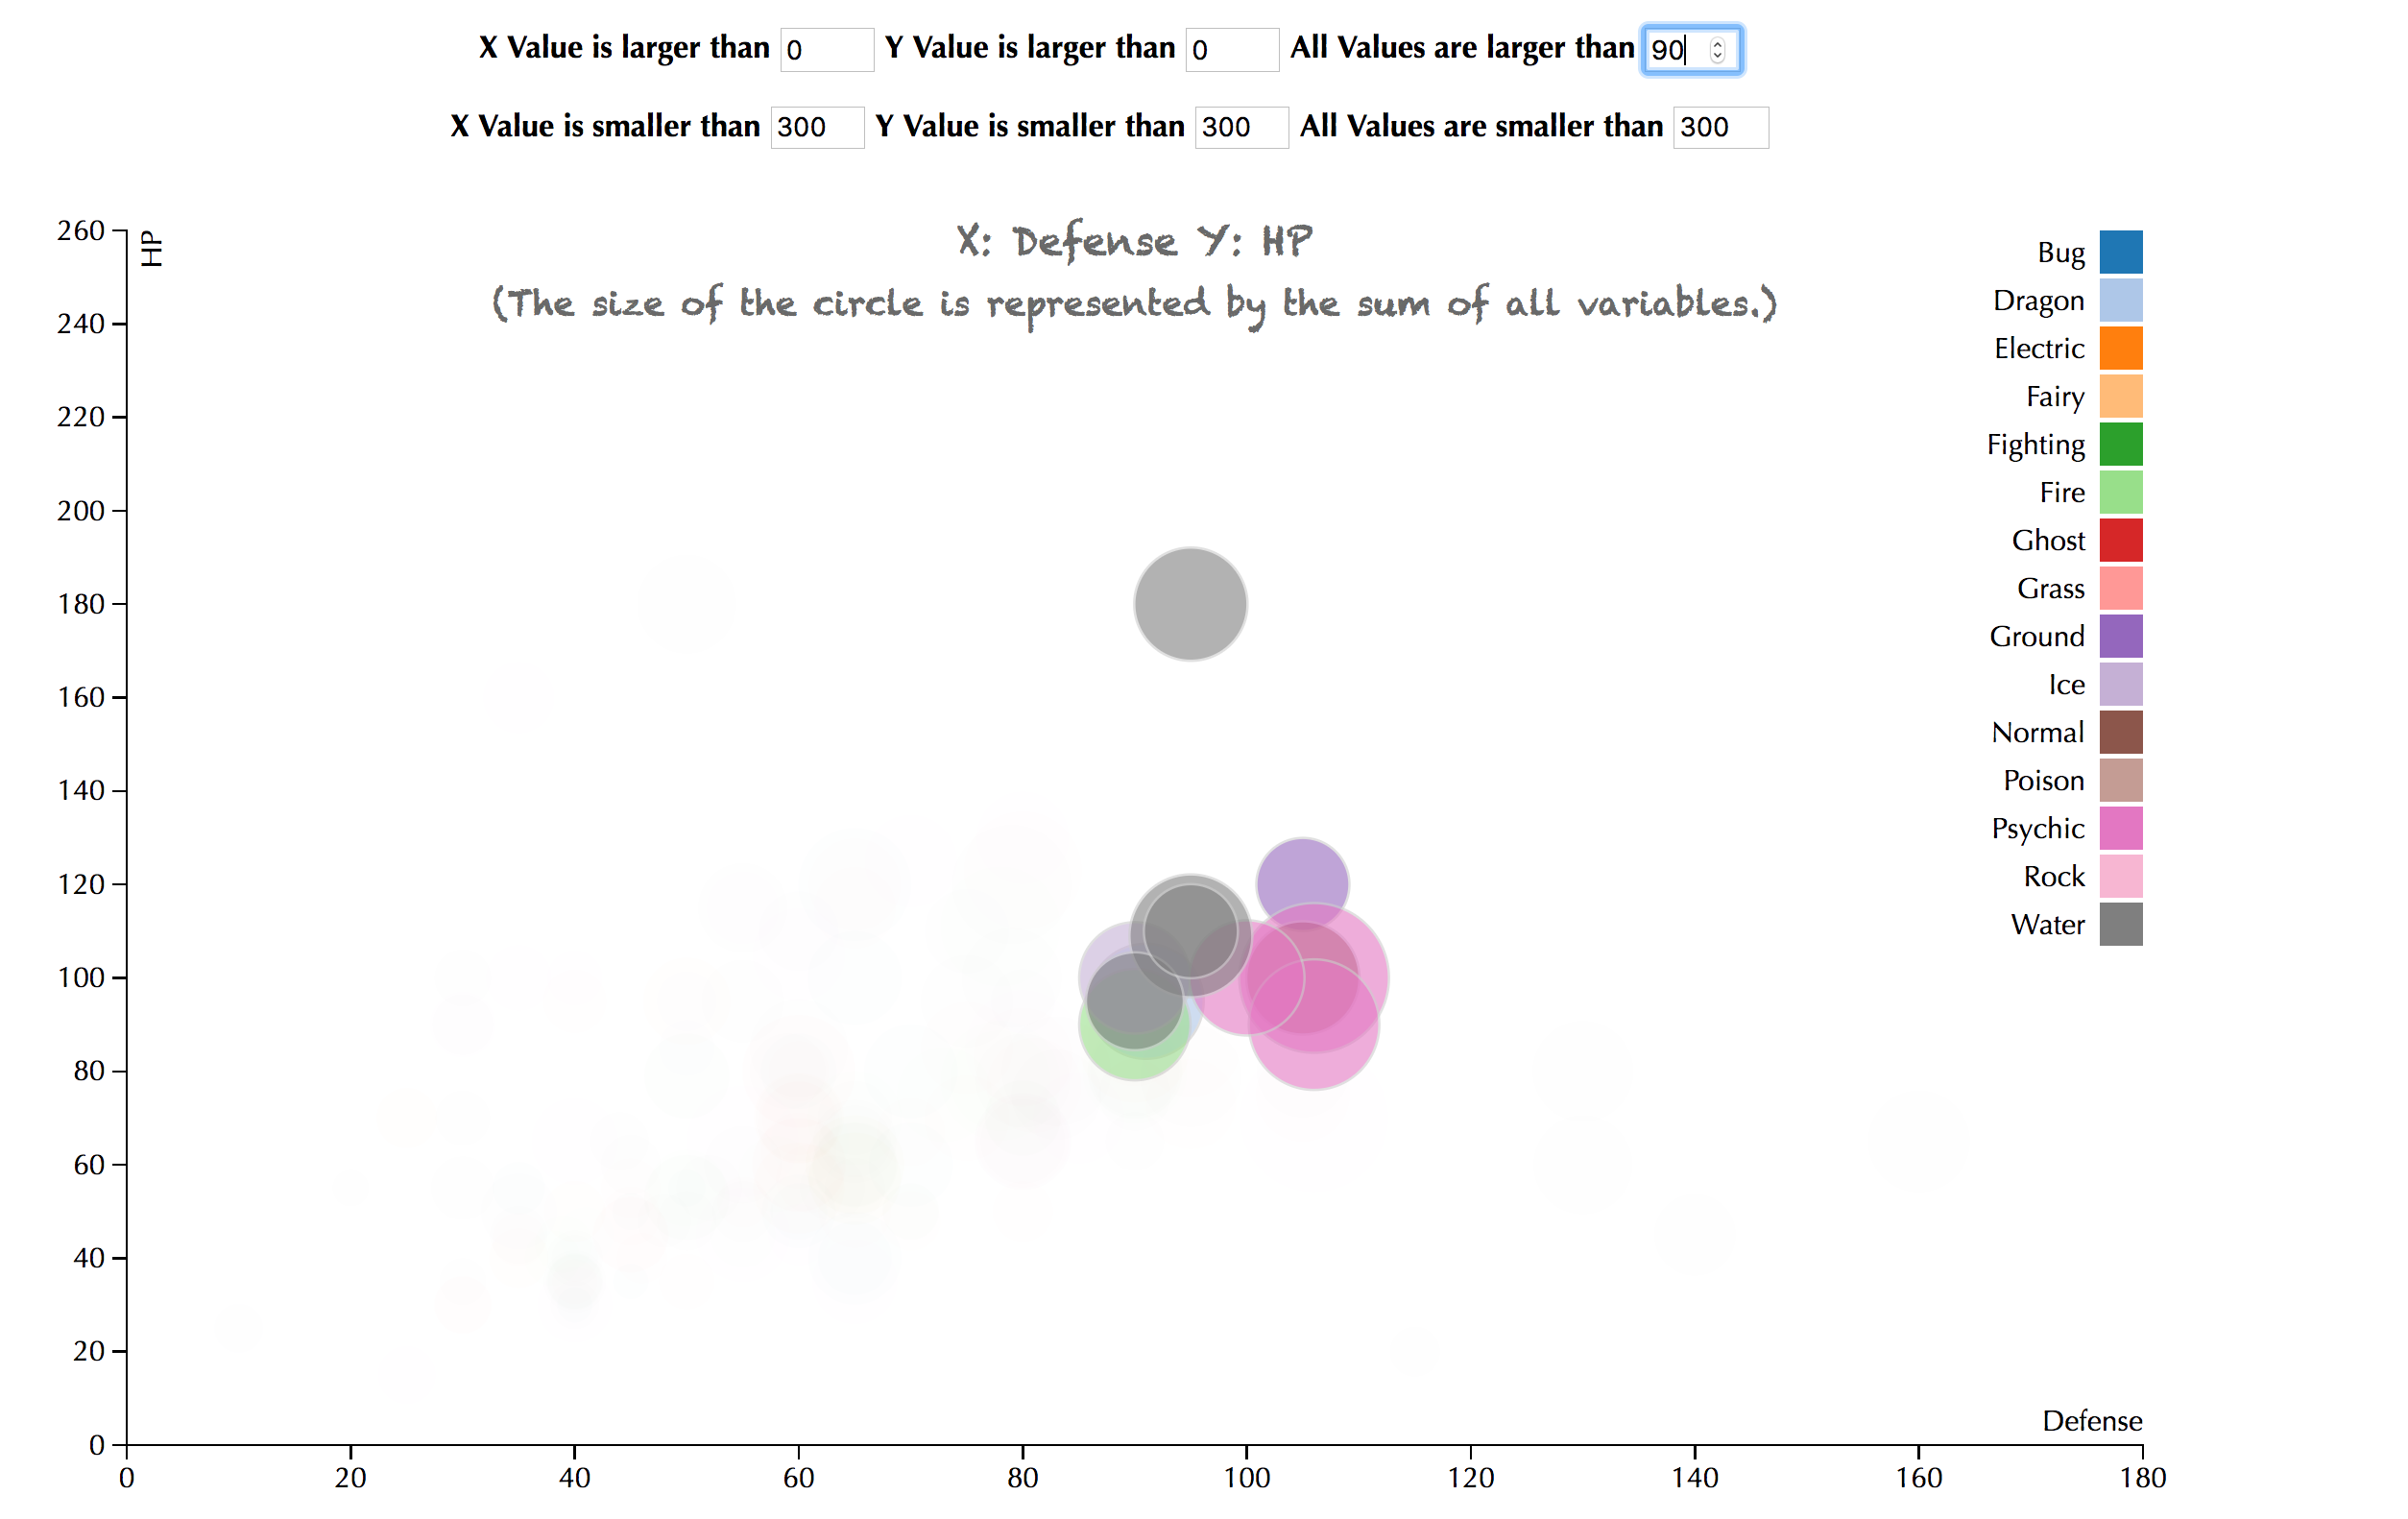 X Value is larger than 0 Y Value is larger than 0 All Values are larger than 90
X Value is smaller than 300 Y Value is smaller than 300 All Values are smaller than 300
X: Defense Y: HP
(The size of the circle is represented by the sum of all variables.)
HP
260
240
220
200
180
160
140
120
100
80
60
40
20
0
Bug
Dragon
Electric
Fairy
Fighting
Fire
Ghost
Grass
Ground
Ice
Normal
Poison
Psychic
Rock
Water
Defense
0 20 40 60 80 100 120 140 160 180